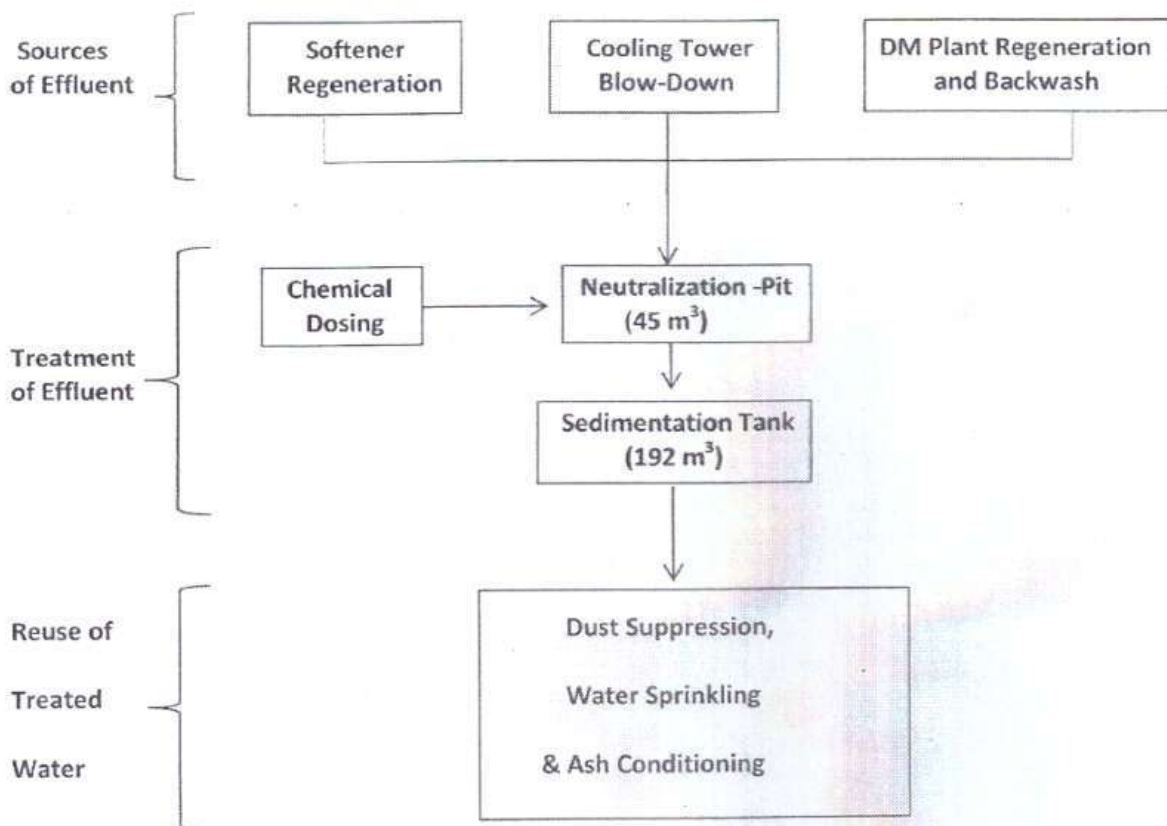 Sources
of Effluent
Softener
Regeneration
Cooling Tower
Blow-Down
DM Plant Regeneration
and Backwash
Treatment
of Effluent
Chemical
Dosing
Neutralization -Pit
(45 m³)
Sedimentation Tank
(192 m³)
Reuse of
Treated
Water
Dust Suppression,
Water Sprinkling
& Ash Conditioning